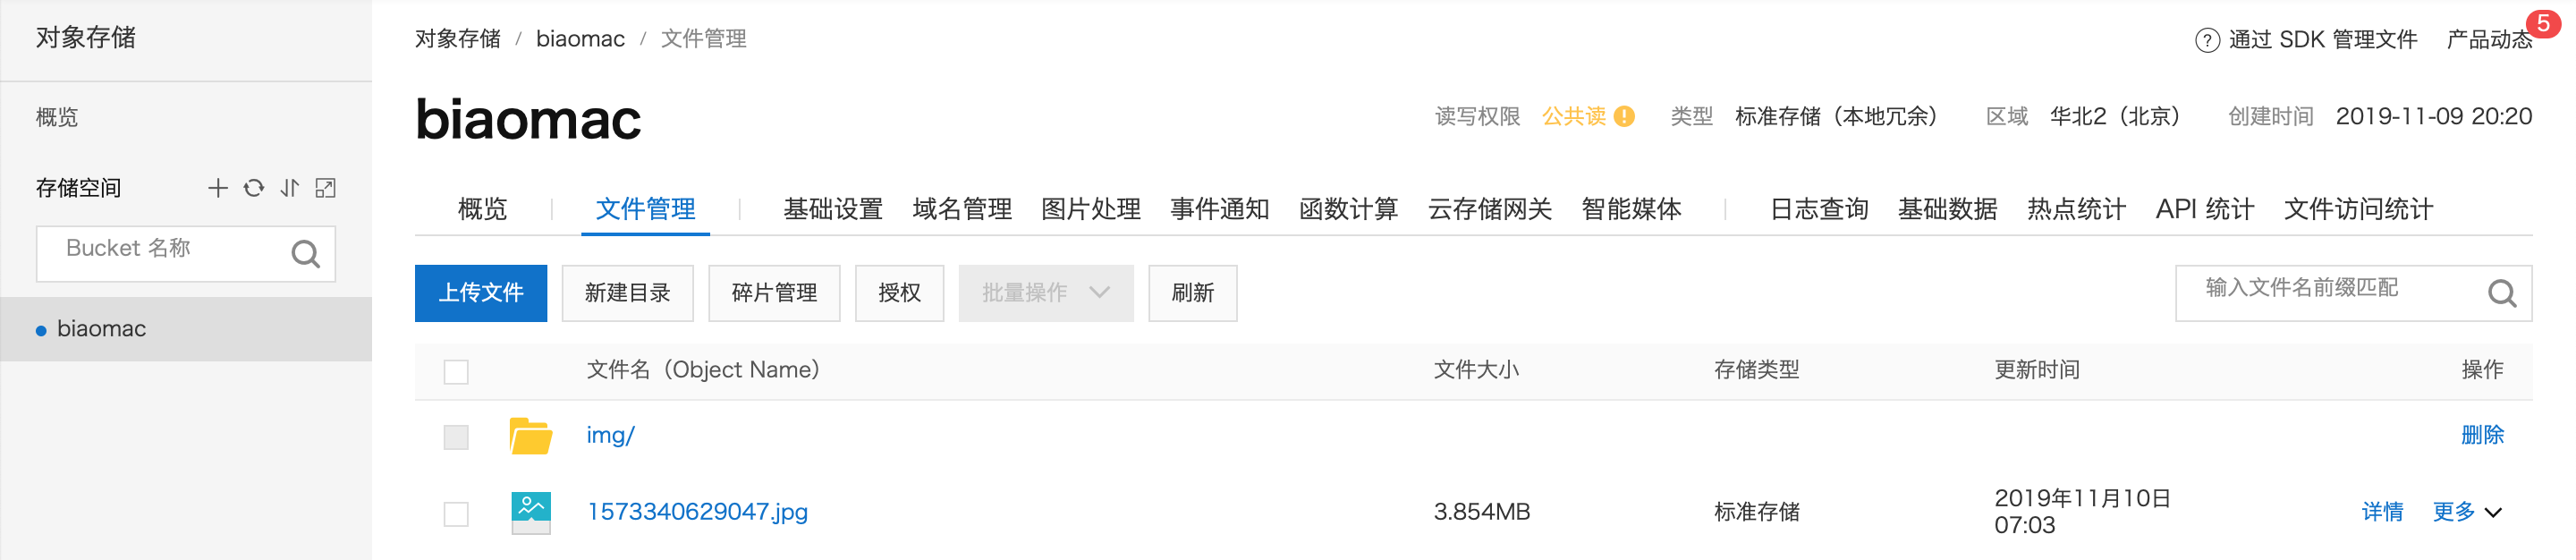 对象存储
概览
存储空间
Bucket 名称
biaomac
对象存储 / biaomac / 文件管理
? 通过 SDK 管理文件 产品动态 5
biaomac
读写权限 公共读 ! 类型 标准存储（本地冗余） 区域 华北2（北京） 创建时间 2019-11-09 20:20
概览 | 文件管理 | 基础设置 域名管理 图片处理 事件通知 函数计算 云存储网关 智能媒体 | 日志查询 基础数据 热点统计 API 统计 文件访问统计
上传文件 新建目录 碎片管理 授权 批量操作 刷新 输入文件名前缀匹配
文件名（Object Name） 文件大小 存储类型 更新时间 操作
img/ 删除
1573340629047.jpg 3.854MB 标准存储 2019年11月10日
07:03 详情 更多